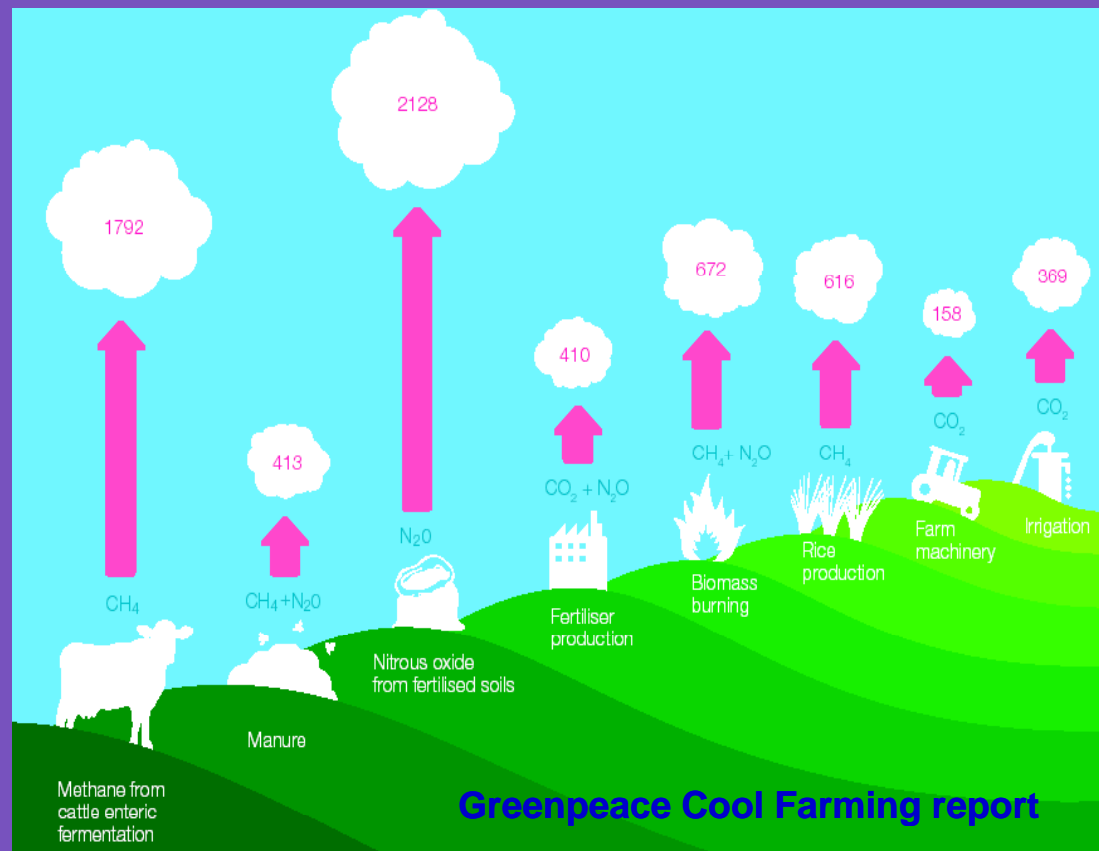 1792
CH₄
Methane from
cattle enteric
fermentation
413
CH₄ +N₂0
Manure
2128
N₂0
Nitrous oxide
from fertilised soils
410
CO₂ + N₂O
Fertiliser
production
672
CH₄+ N₂O
Biomass
burning
616
CH₄
Rice
production
158
CO₂
Farm
machinery
369
CO₂
Irrigation
Greenpeace Cool Farming report